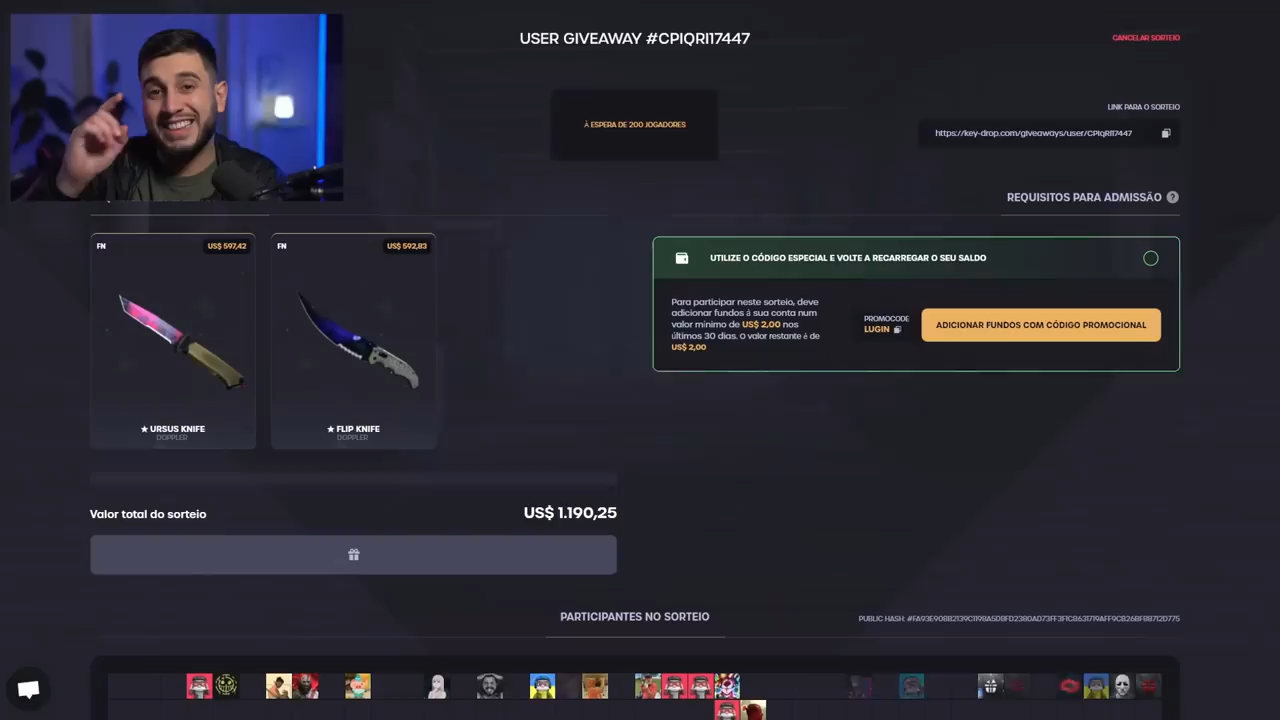 USER GIVEAWAY #CPIQRI17447
CANCELAR SORTEIO
À ESPERA DE 200 JOGADORES
LINK PARA O SORTEIO
https://key-drop.com/giveaways/user/CPIqRI17447
REQUISITOS PARA ADMISSÃO ?
FN
US$ 597,42
FN
US$ 592,83
UTILIZE O CÓDIGO ESPECIAL E VOLTE A RECARREGAR O SEU SALDO
Para participar neste sorteio, deve
adicionar fundos à sua conta num
valor mínimo de US$ 2,00 nos
últimos 30 dias. O valor restante é de
US$ 2,00
PROMOCODE
LUGIN
ADICIONAR FUNDOS COM CÓDIGO PROMOCIONAL
★ URSUS KNIFE
DOPPLER
★ FLIP KNIFE
DOPPLER
Valor total do sorteio
US$ 1.190,25
PARTICIPANTES NO SORTEIO
PUBLIC HASH: